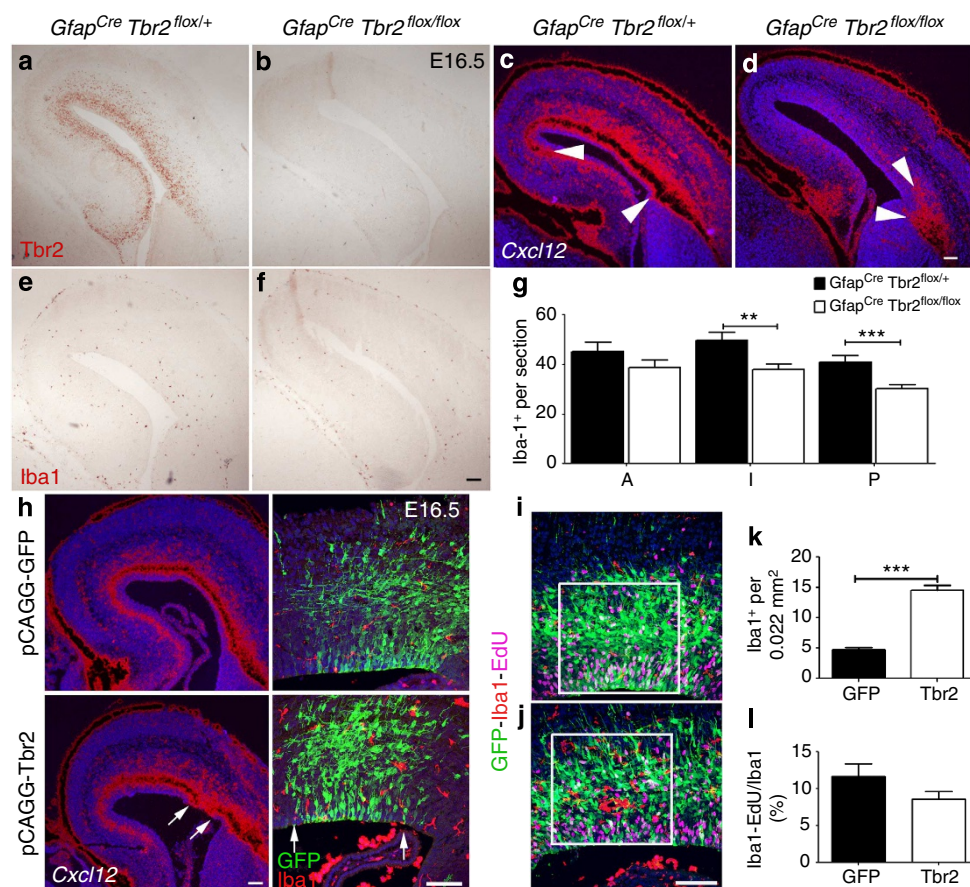 Gfap^Cre Tbr2^flox/+
Gfap^Cre Tbr2^flox/flox
Gfap^Cre Tbr2^flox/+
Gfap^Cre Tbr2^flox/flox
a
b
E16.5
c
d
Tbr2
Cxcl12
e
f
g
Gfap^Cre Tbr2^flox/+
Gfap^Cre Tbr2^flox/flox
Iba-1⁺ per section
60
40
20
0
**
***
A
I
P
Iba1
h
E16.5
pCAGG-GFP
pCAGG-Tbr2
Cxcl12
GFP
Iba1
i
j
GFP-Iba1-EdU
k
Iba1⁺ per
0.022 mm²
20
15
10
5
0
***
GFP
Tbr2
l
Iba1-EdU/Iba1
(%)
15
10
5
0
GFP
Tbr2